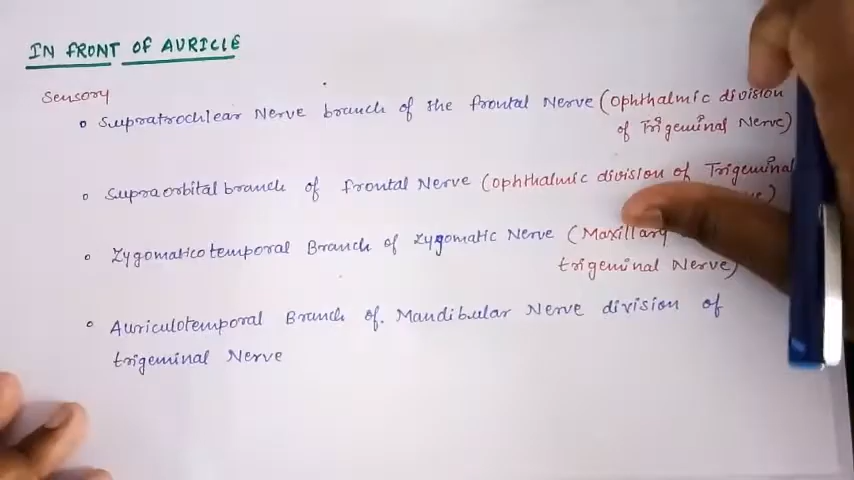 IN FRONT OF AURICLE
Sensory
Supratrochlear Nerve branch of the frontal Nerve (Ophthalmic division
of Trigeminal Nerve)
Supraorbital branch of frontal Nerve (Ophthalmic division of Trigeminal
Zygomaticotemporal Branch of Zygomatic Nerve (Maxillary
trigeminal Nerve)
Auriculotemporal Branch of. Mandibular Nerve division of
trigeminal Nerve